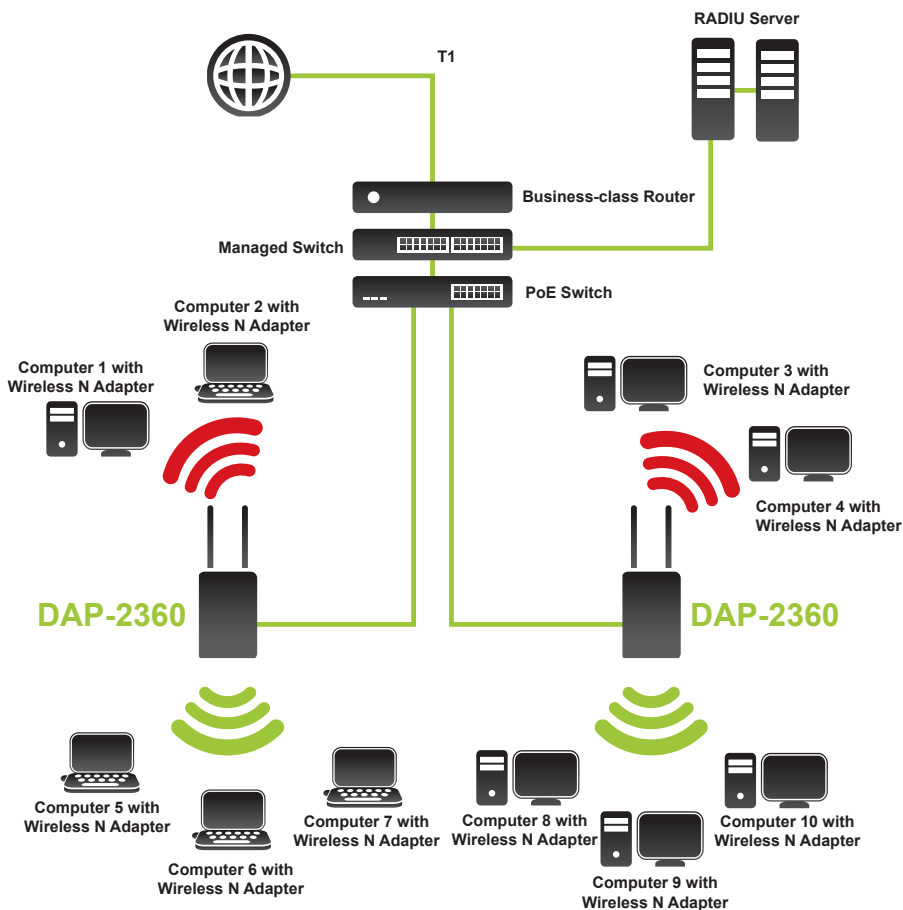 RADIU Server
T1
Business-class Router
Managed Switch
PoE Switch
Computer 2 with
Wireless N Adapter
Computer 1 with
Wireless N Adapter
Computer 3 with
Wireless N Adapter
Computer 4 with
Wireless N Adapter
DAP-2360
DAP-2360
Computer 5 with
Wireless N Adapter
Computer 6 with
Wireless N Adapter
Computer 7 with
Wireless N Adapter
Computer 8 with
Wireless N Adapter
Computer 9 with
Wireless N Adapter
Computer 10 with
Wireless N Adapter